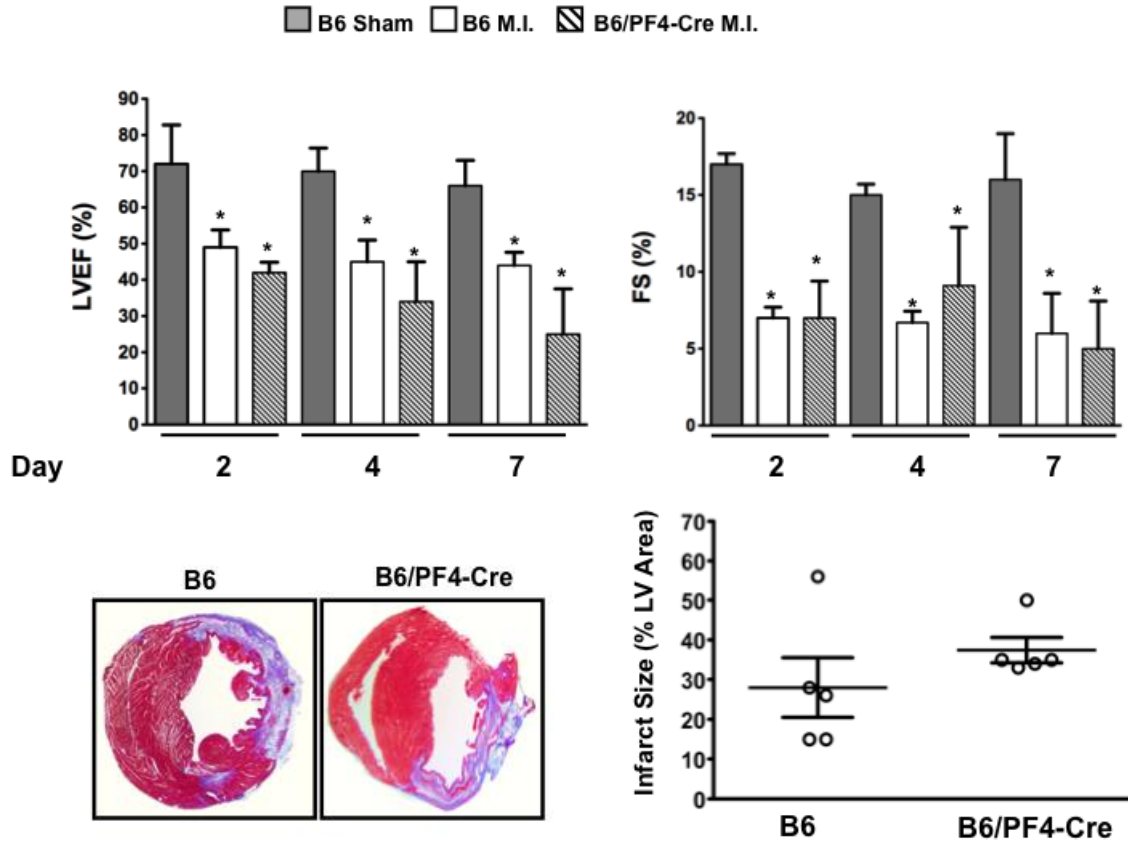 B6 Sham B6 M.I. B6/PF4-Cre M.I.
LVEF (%)
90
80
70
60
50
40
30
20
10
0
* * * * * *
Day 2 4 7
FS (%)
20
15
10
5
0
* * * * * *
2 4 7
B6 B6/PF4-Cre
Infarct Size (% LV Area)
70
60
50
40
30
20
10
0
B6 B6/PF4-Cre